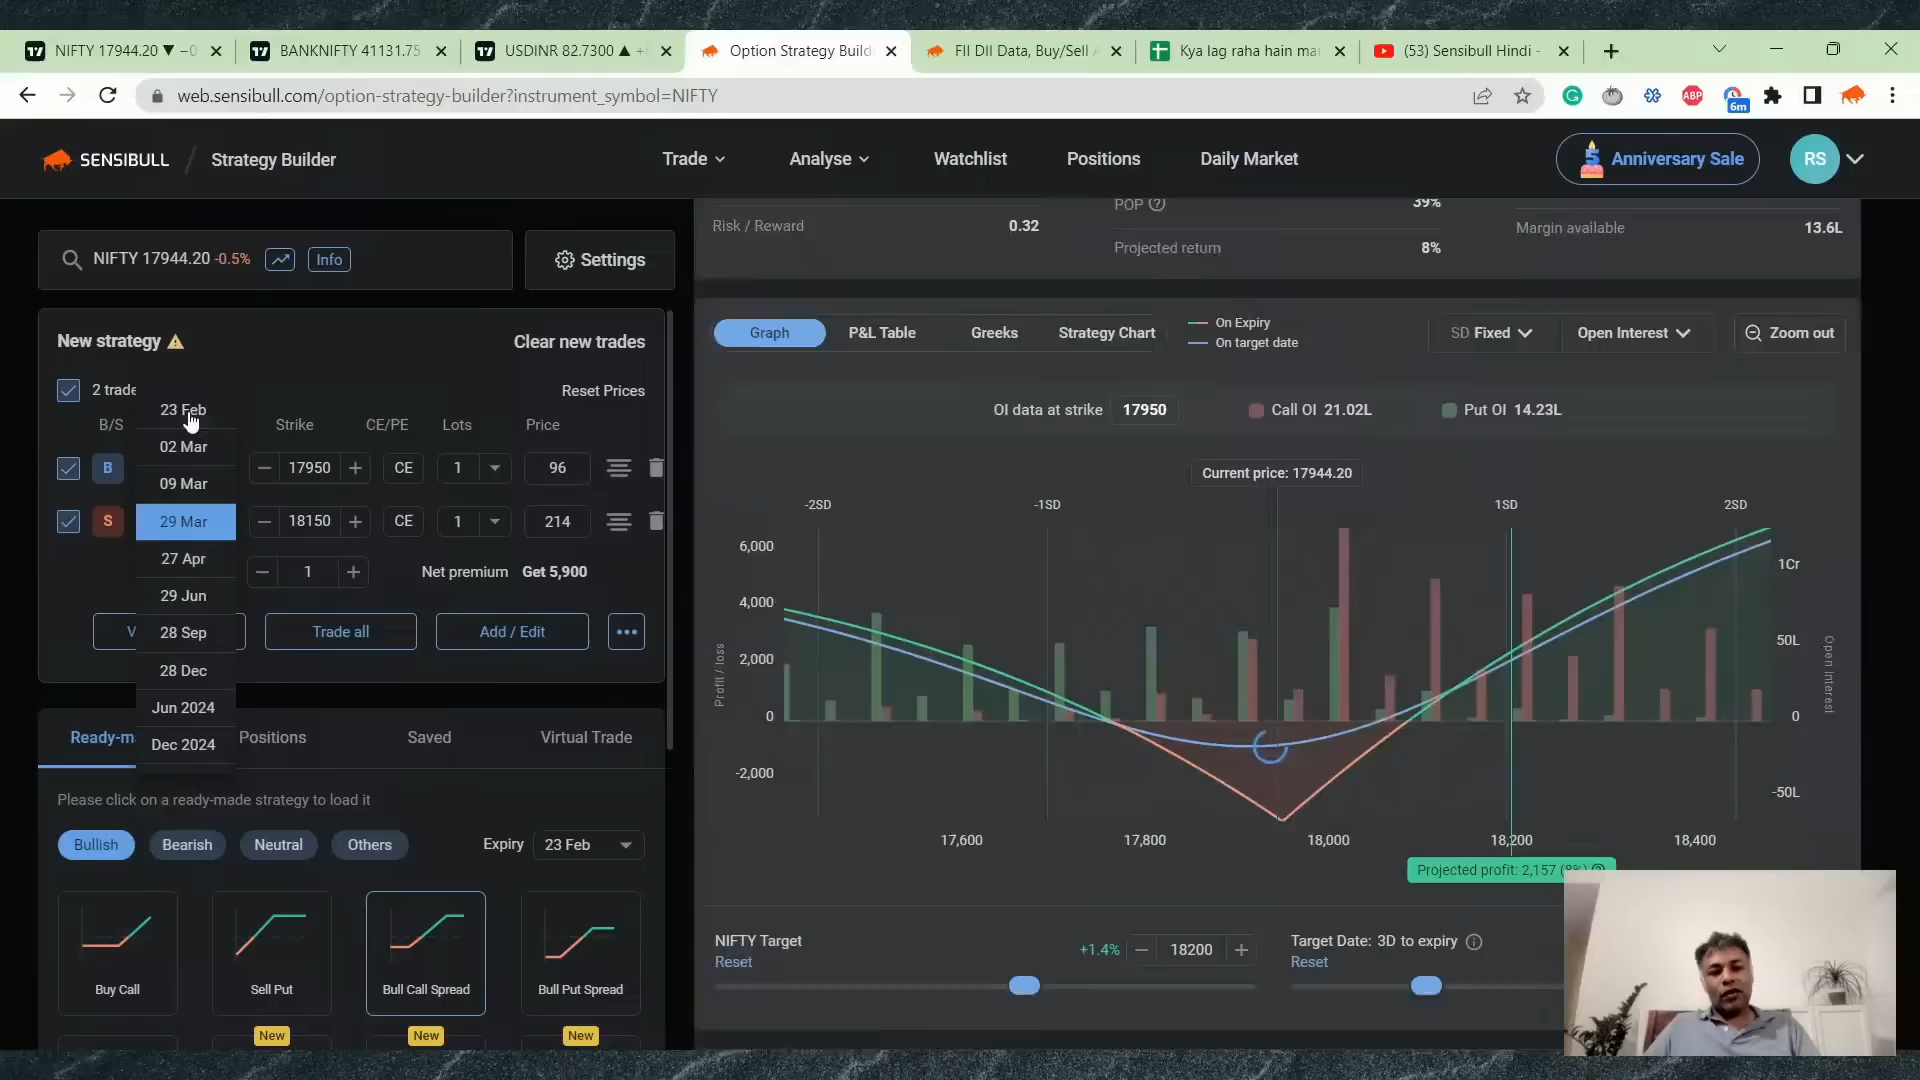 NIFTY 17944.20 ▼ −0
BANKNIFTY 41131.75
USDINR 82.7300 ▲ +
Option Strategy Build
FII DII Data, Buy/Sell
Kya lag raha hain ma
(53) Sensibull Hindi -
web.sensibull.com/option-strategy-builder?instrument_symbol=NIFTY
ABP
6m
SENSIBULL / Strategy Builder
Trade
Analyse
Watchlist
Positions
Daily Market
5 Anniversary Sale
RS
NIFTY 17944.20 -0.5%
Info
Settings
New strategy
Clear new trades
2 trade
Reset Prices
B/S
Strike
CE/PE
Lots
Price
B
17950
CE
1
96
S
18150
CE
1
214
1
Net premium Get 5,900
V
Trade all
Add / Edit
23 Feb
02 Mar
09 Mar
29 Mar
27 Apr
29 Jun
28 Sep
28 Dec
Jun 2024
Dec 2024
Ready-m
Positions
Saved
Virtual Trade
Please click on a ready-made strategy to load it
Bullish
Bearish
Neutral
Others
Expiry
23 Feb
Buy Call
Sell Put
Bull Call Spread
Bull Put Spread
New
New
New
Risk / Reward
0.32
POP
39%
Projected return
8%
Margin available
13.6L
Graph
P&L Table
Greeks
Strategy Chart
On Expiry
On target date
SD Fixed
Open Interest
Zoom out
OI data at strike 17950
Call OI 21.02L
Put OI 14.23L
Current price: 17944.20
-2SD
-1SD
1SD
2SD
6,000
4,000
2,000
0
-2,000
Profit / loss
1Cr
50L
0
-50L
Open Interest
17,600
17,800
18,000
18,200
18,400
Projected profit: 2,157 (8%)
NIFTY Target
Reset
+1.4%
18200
Target Date: 3D to expiry
Reset